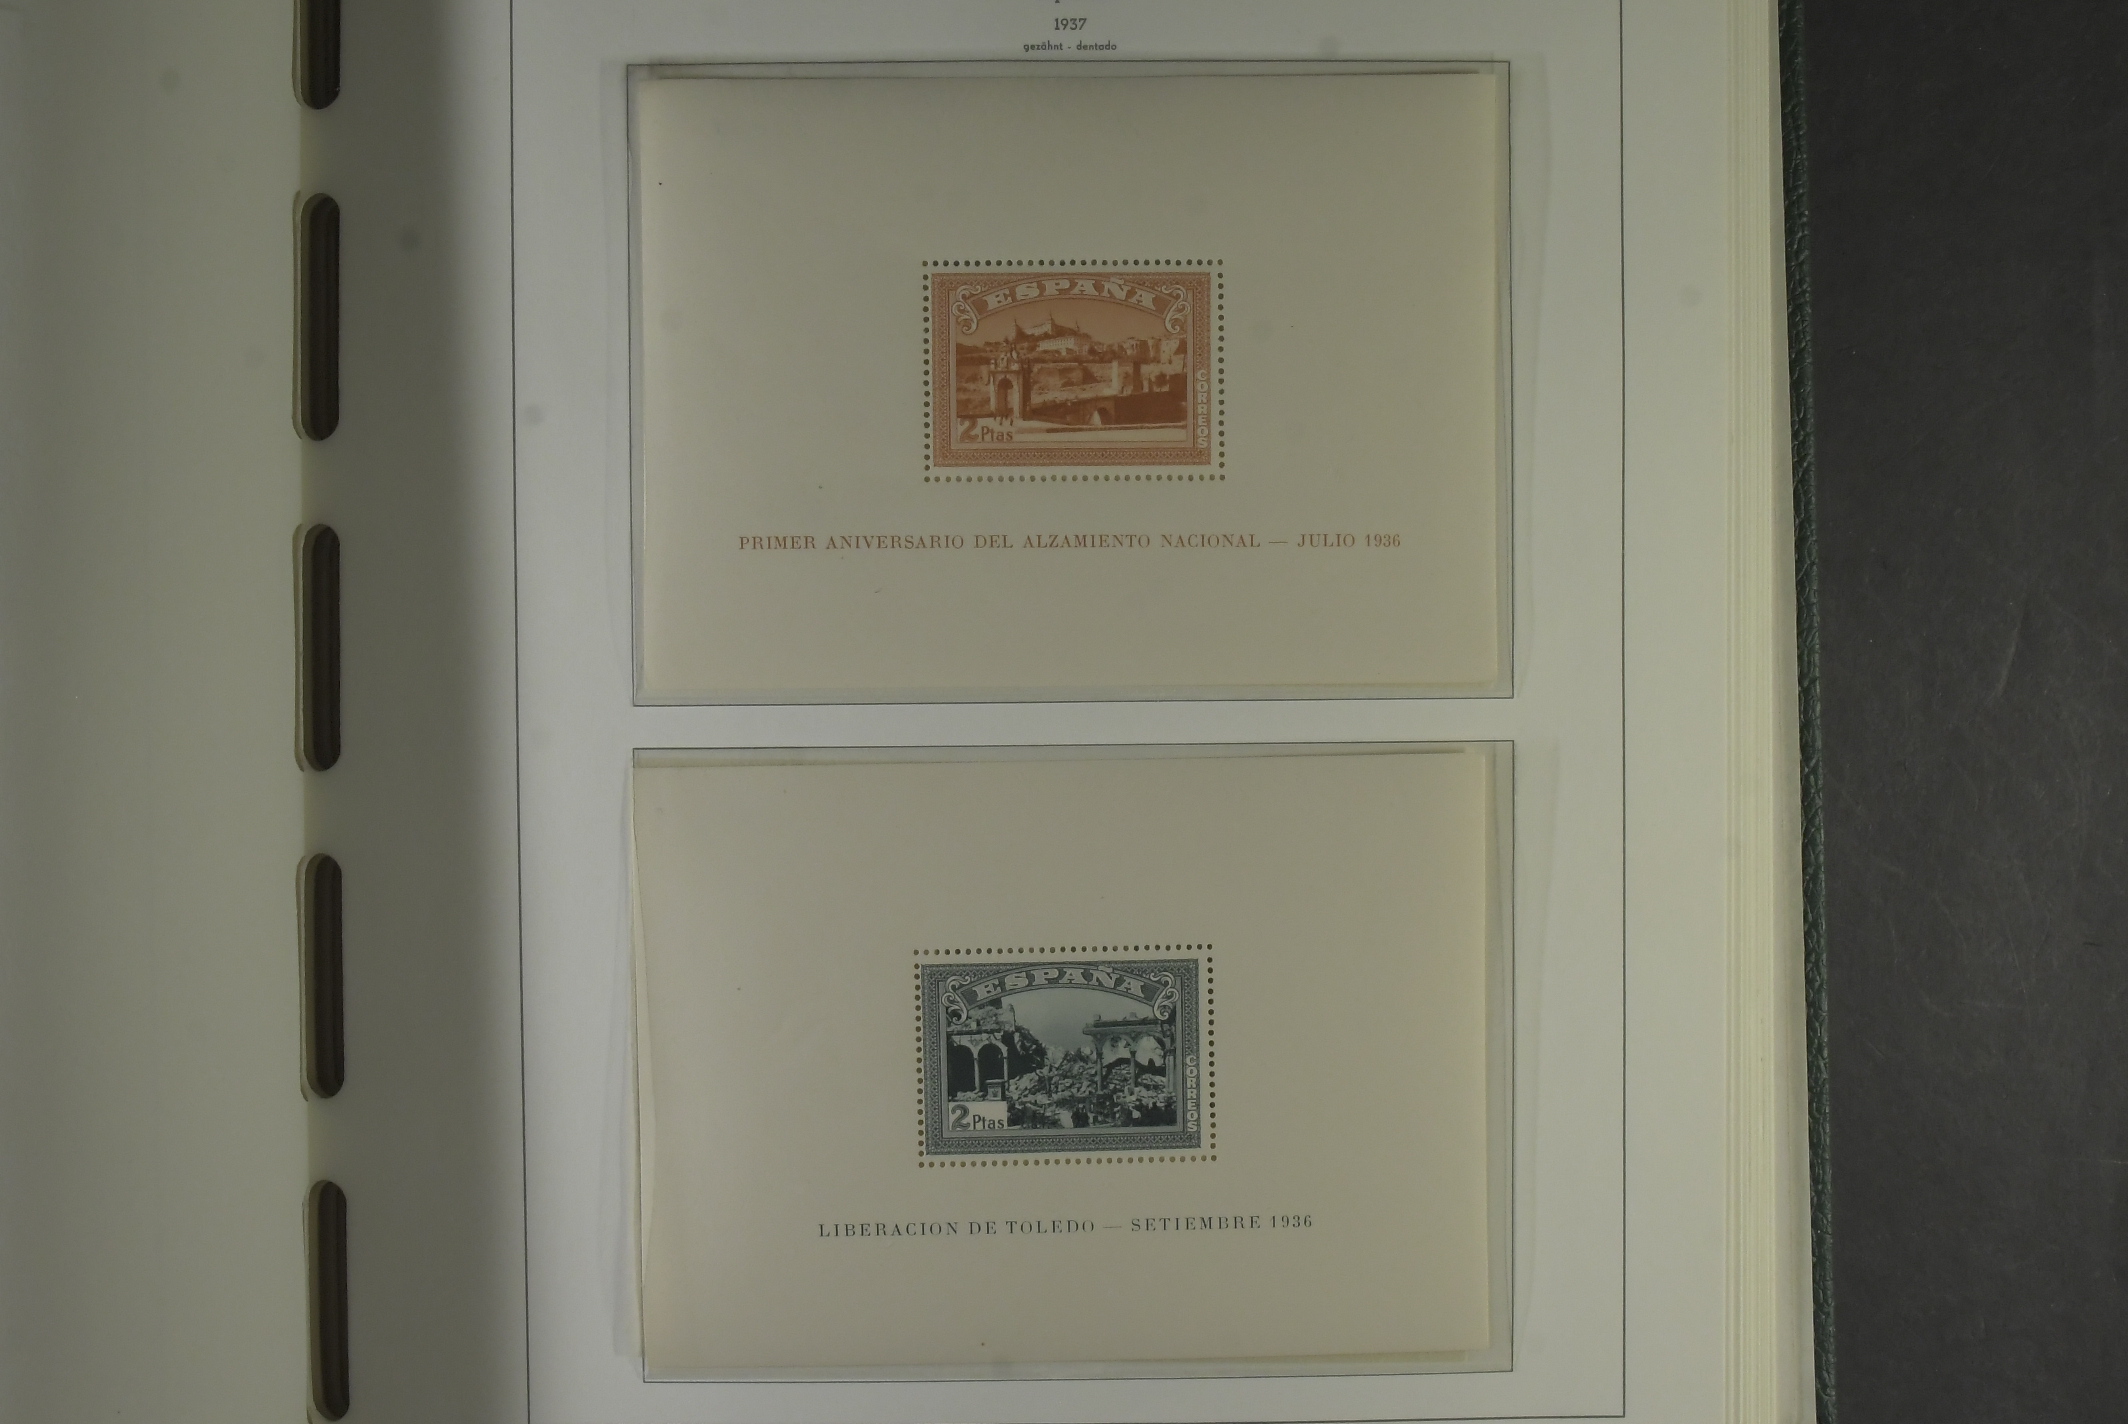 1937
gezähnt - dentado
ESPAÑA
CORREOS
2 Ptas
PRIMER ANIVERSARIO DEL ALZAMIENTO NACIONAL — JULIO 1936
ESPAÑA
CORREOS
2 Ptas
LIBERACION DE TOLEDO — SETIEMBRE 1936